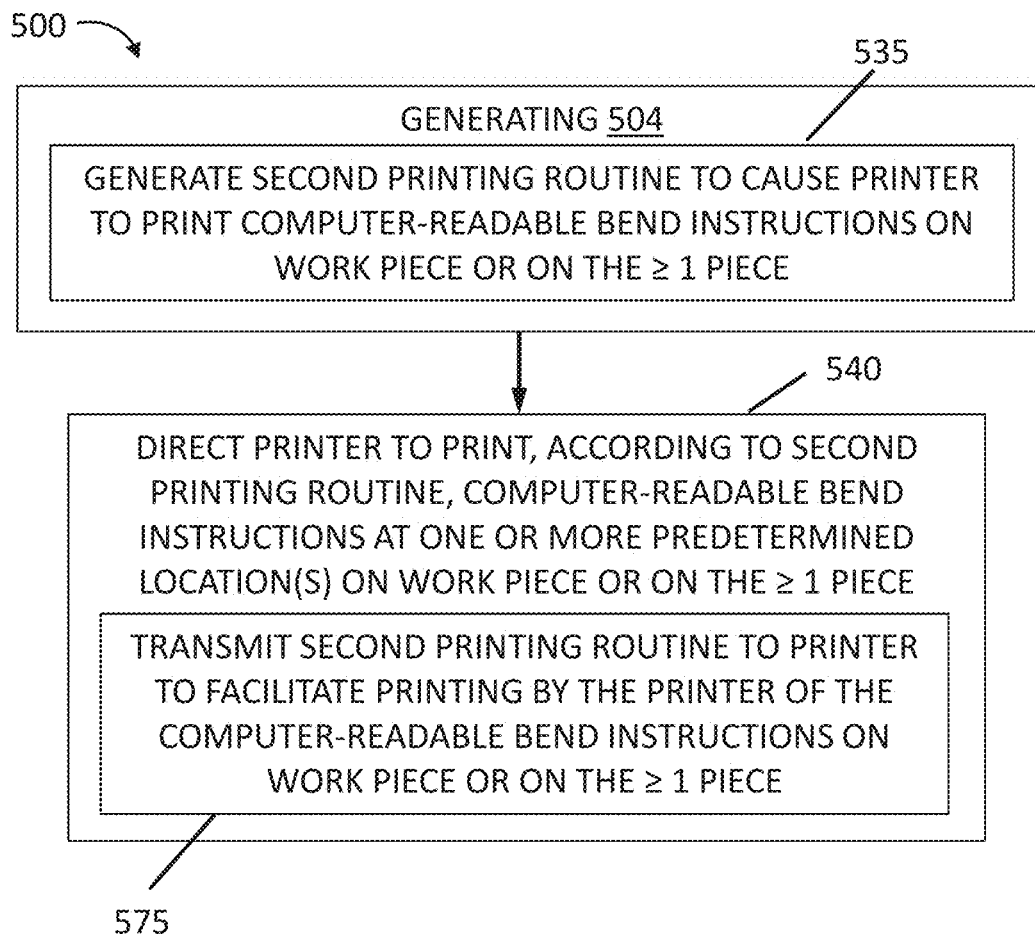 500
535
GENERATING 504
GENERATE SECOND PRINTING ROUTINE TO CAUSE PRINTER
TO PRINT COMPUTER-READABLE BEND INSTRUCTIONS ON
WORK PIECE OR ON THE ≥ 1 PIECE
540
DIRECT PRINTER TO PRINT, ACCORDING TO SECOND
PRINTING ROUTINE, COMPUTER-READABLE BEND
INSTRUCTIONS AT ONE OR MORE PREDETERMINED
LOCATION(S) ON WORK PIECE OR ON THE ≥ 1 PIECE
TRANSMIT SECOND PRINTING ROUTINE TO PRINTER
TO FACILITATE PRINTING BY THE PRINTER OF THE
COMPUTER-READABLE BEND INSTRUCTIONS ON
WORK PIECE OR ON THE ≥ 1 PIECE
575